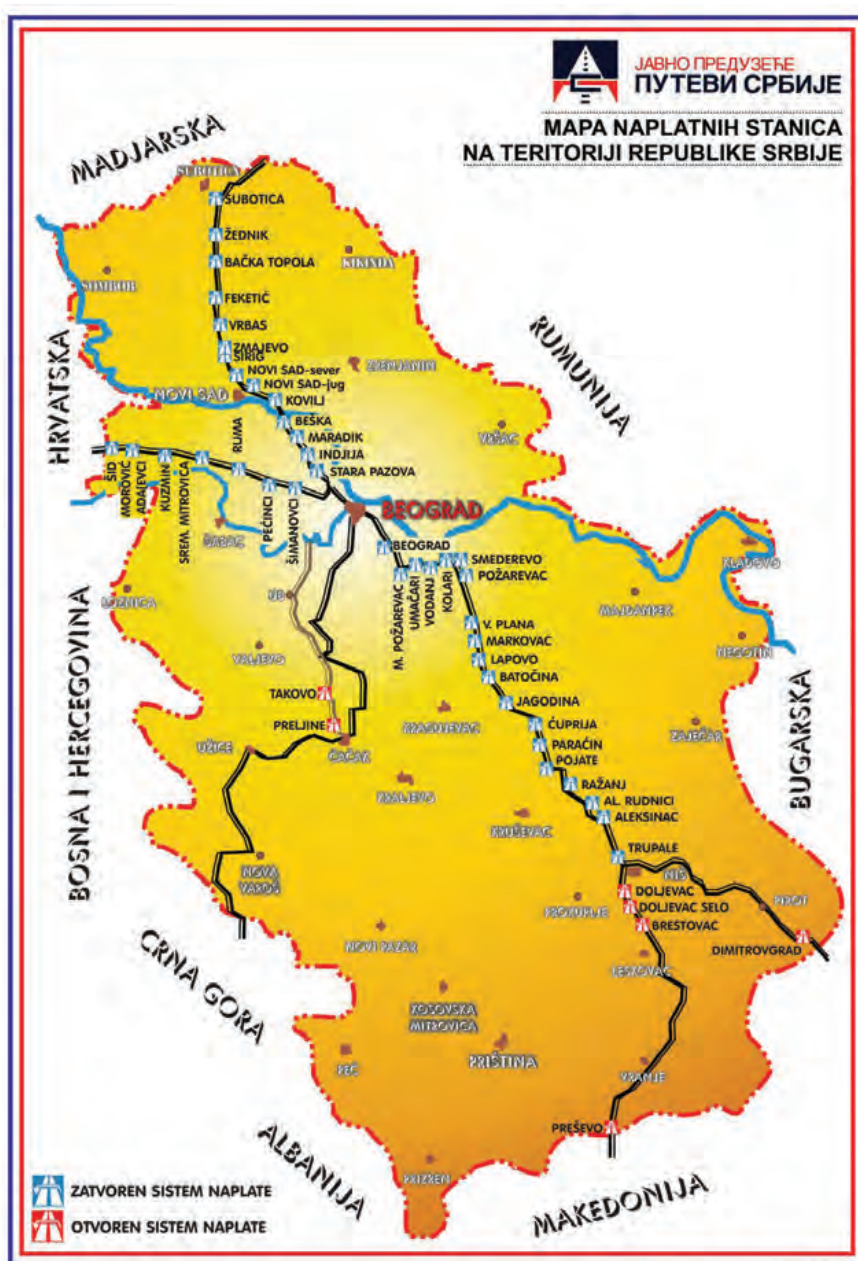 ЈАВНО ПРЕДУЗЕЋЕ
ПУТЕВИ СРБИЈЕ
MAPA NAPLATNIH STANICA
NA TERITORIJI REPUBLIKE SRBIJE
MADJARSKA
SUBOTICA
SUBOTICA
ŽEDNIK
KIKINDA
BAČKA TOPOLA
SOMBOR
FEKETIĆ
VRBAS
HRVATSKA
RUMUNIJA
ZMAJEVO
SIRIG
ZRENJANIN
NOVI SAD-sever
NOVI SAD-jug
NOVI SAD
KOVILJ
BEŠKA
VRŠAC
MARADIK
RUMA
INDJIJA
STARA PAZOVA
ŠID
MOROVIĆ
ADAJEVCI
KUZMIN
SREM. MITROVICA
PEĆINCI
ŠIMANOVCI
BEOGRAD
ŠABAC
BEOGRAD
M. POŽAREVAC
UMAČARI
VODANJ
KOLARI
SMEDEREVO
POŽAREVAC
KLADOVO
LOZNICA
UB
MAJDANPEK
V. PLANA
MARKOVAC
NEGOTIN
VALJEVO
LAPOVO
BATOČINA
BOSNA I HERCEGOVINA
TAKOVO
JAGODINA
KRAGUJEVAC
PRELJINE
ĆUPRIJA
ZAJEČAR
BUGARSKA
UŽICE
ČAČAK
PARAĆIN
POJATE
KRALJEVO
RAŽANJ
AL. RUDNICI
KRUŠEVAC
ALEKSINAC
TRUPALE
NOVA
VAROŠ
NIŠ
DOLJEVAC
PROKUPLJE
DOLJEVAC SELO
PIROT
BRESTOVAC
NOVI PAZAR
DIMITROVGRAD
LESKOVAC
CRNA GORA
KOSOVSKA
MITROVICA
PRIŠTINA
PEĆ
VRANJE
PREŠEVO
ALBANIJA
PRIZREN
MAKEDONIJA
ZATVOREN SISTEM NAPLATE
OTVOREN SISTEM NAPLATE